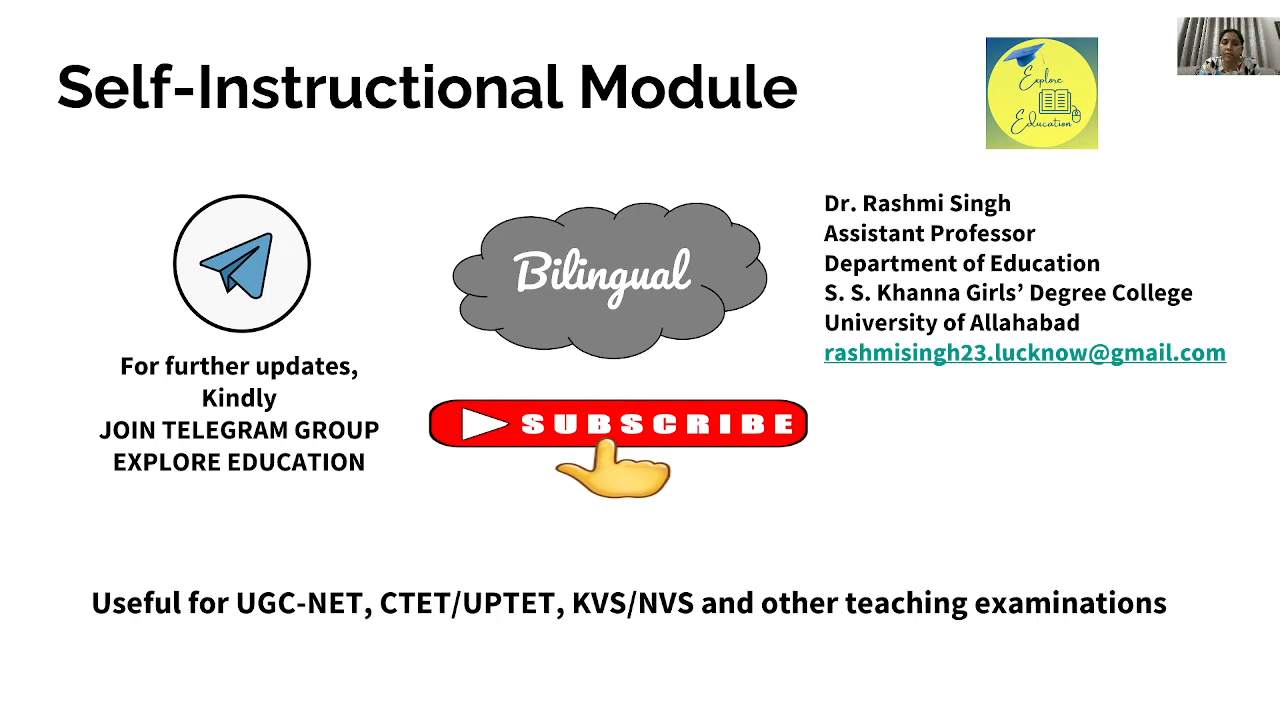 Self-Instructional Module
Explore
Education
Bilingual
Dr. Rashmi Singh
Assistant Professor
Department of Education
S. S. Khanna Girls’ Degree College
University of Allahabad
rashmisingh23.lucknow@gmail.com
For further updates,
Kindly
JOIN TELEGRAM GROUP
EXPLORE EDUCATION
SUBSCRIBE
Useful for UGC-NET, CTET/UPTET, KVS/NVS and other teaching examinations